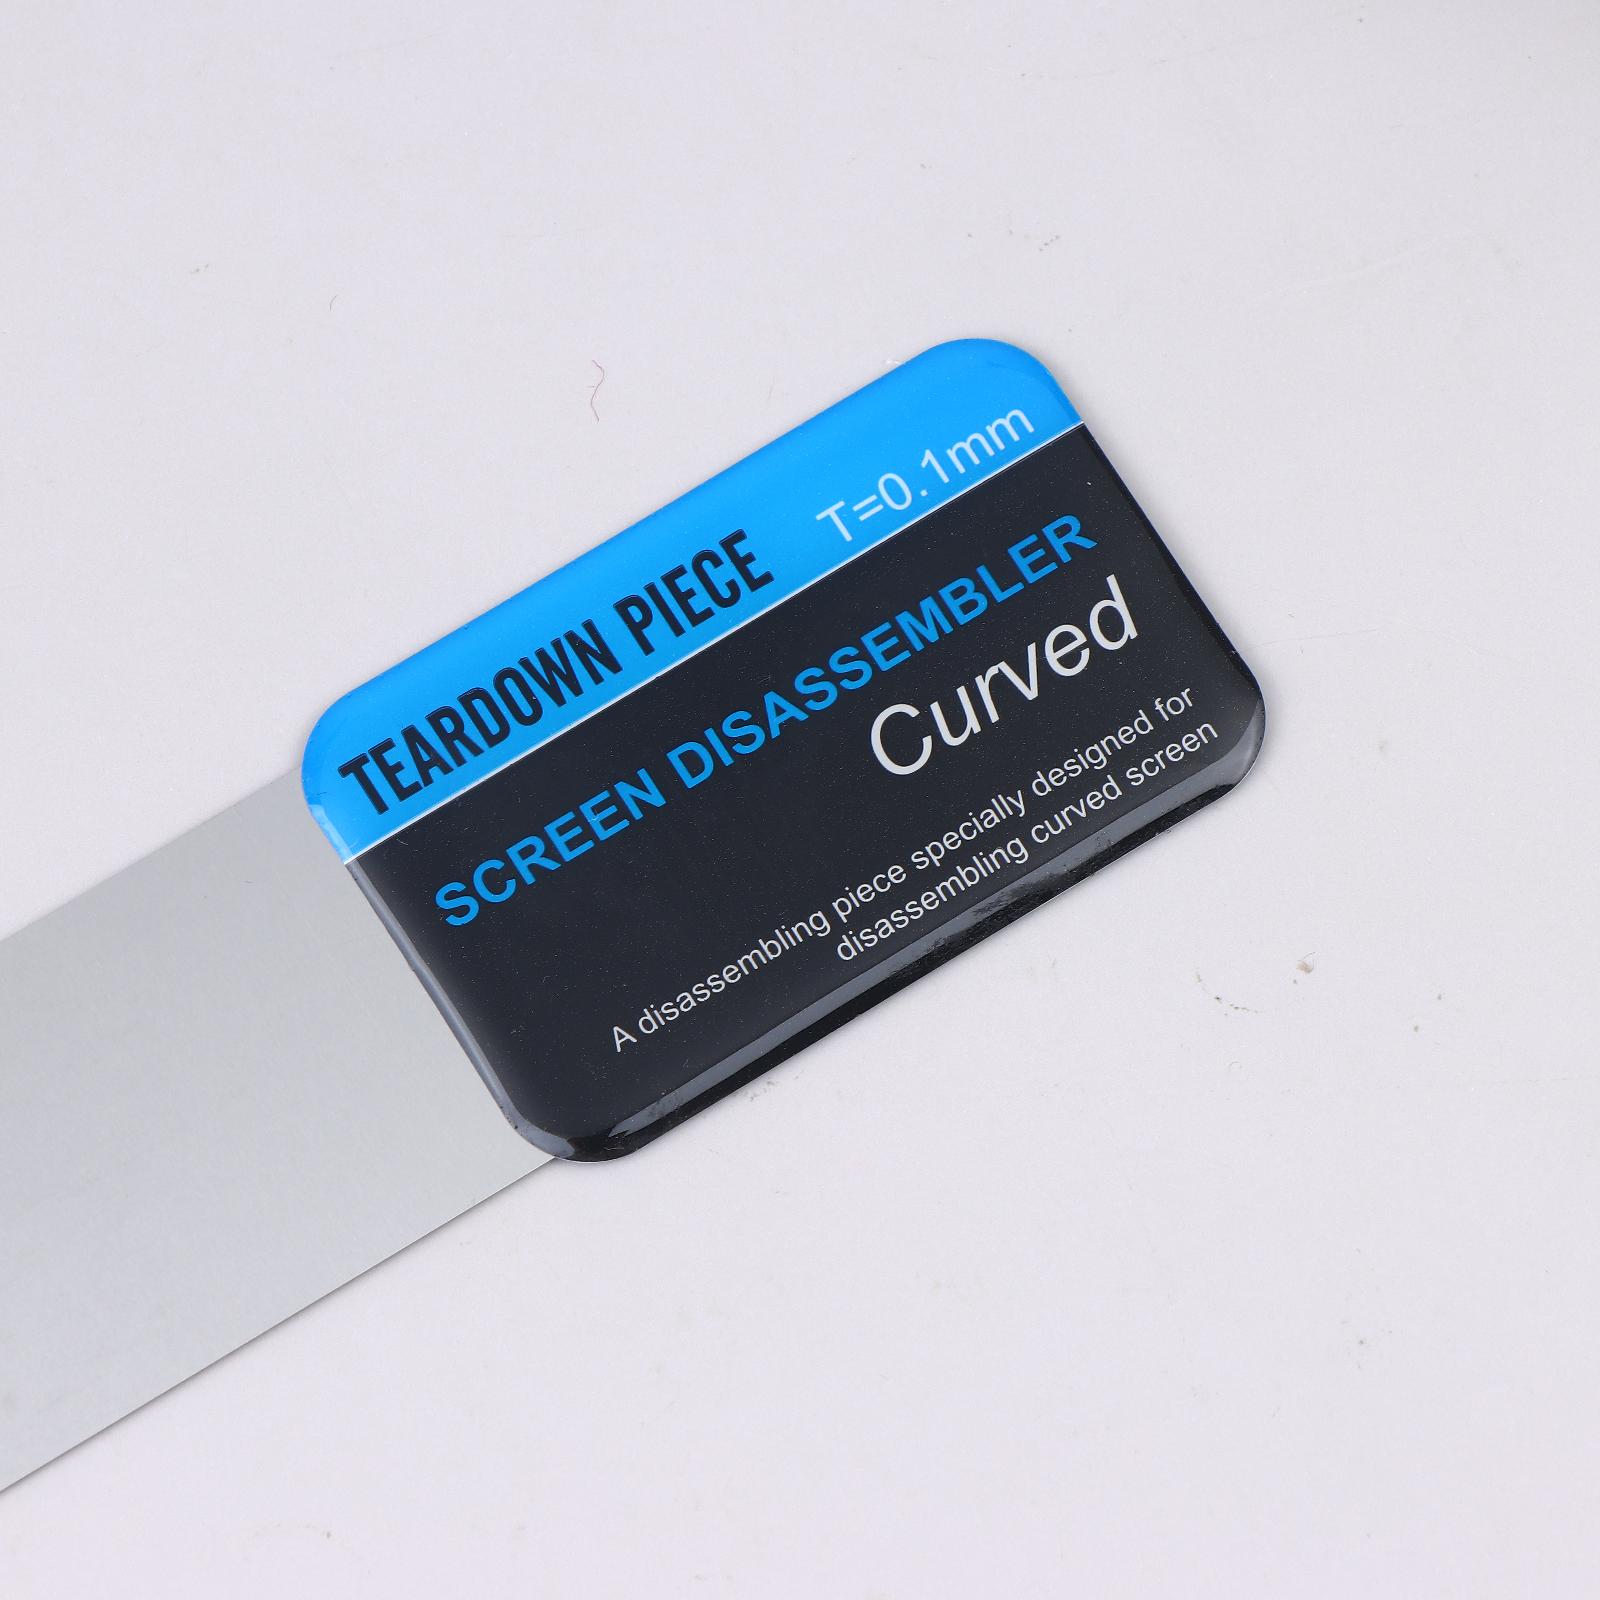 TEARDOWN PIECE T=0.1mm
SCREEN DISASSEMBLER
Curved
A disassembling piece specially designed for
disassembling curved screen